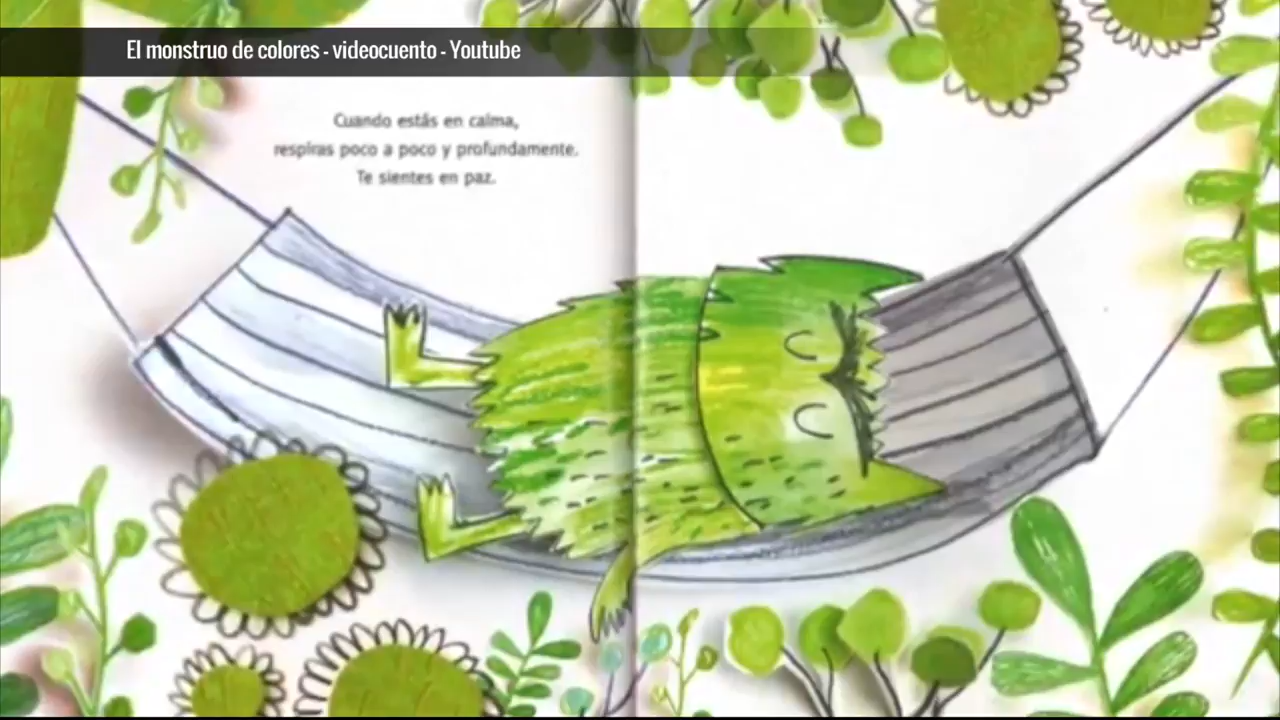 El monstruo de colores - videocuento - Youtube
Cuando estás en calma,
respiras poco a poco y profundamente.
Te sientes en paz.